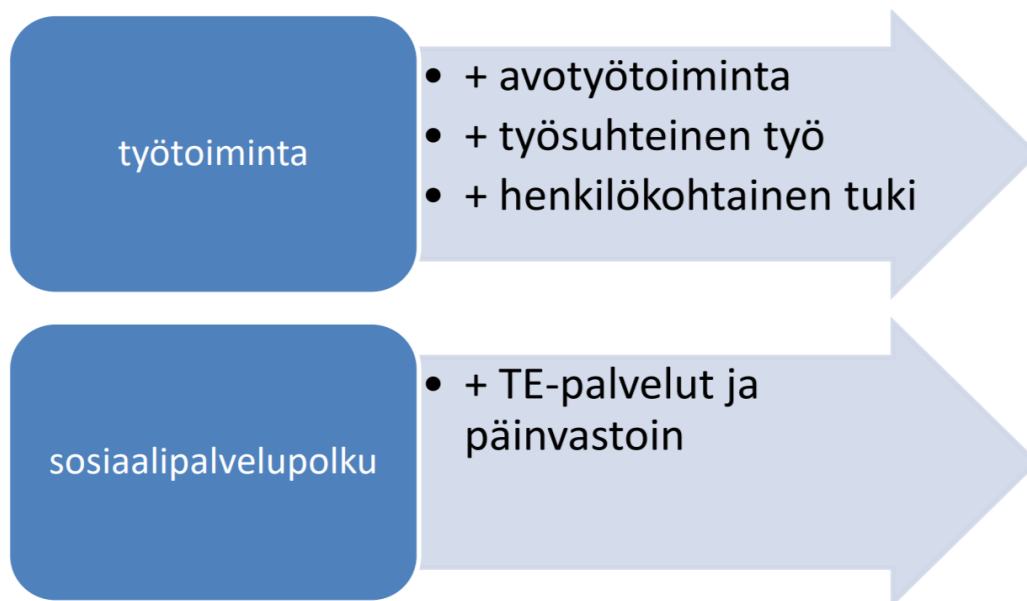 työtoiminta
• + avotyötoiminta
• + työsuhteinen työ
• + henkilökohtainen tuki
sosiaalipalvelupolku
• + TE-palvelut ja
päinvastoin